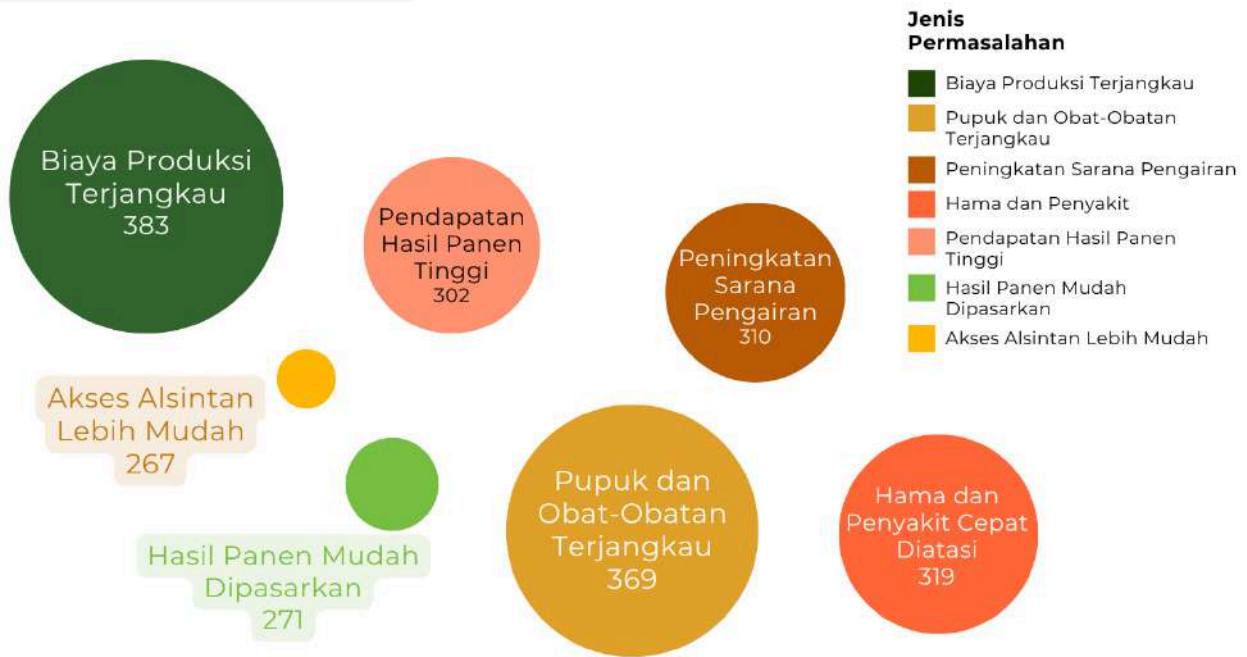 Biaya Produksi
Terjangkau
383
Pendapatan
Hasil Panen
Tinggi
302
Peningkatan
Sarana
Pengairan
310
Akses Alsintan
Lebih Mudah
267
Hasil Panen Mudah
Dipasarkan
271
Pupuk dan
Obat-Obatan
Terjangkau
369
Hama dan
Penyakit Cepat
Diatasi
319
Jenis
Permasalahan
Biaya Produksi Terjangkau
Pupuk dan Obat-Obatan
Terjangkau
Peningkatan Sarana Pengairan
Hama dan Penyakit
Pendapatan Hasil Panen
Tinggi
Hasil Panen Mudah
Dipasarkan
Akses Alsintan Lebih Mudah